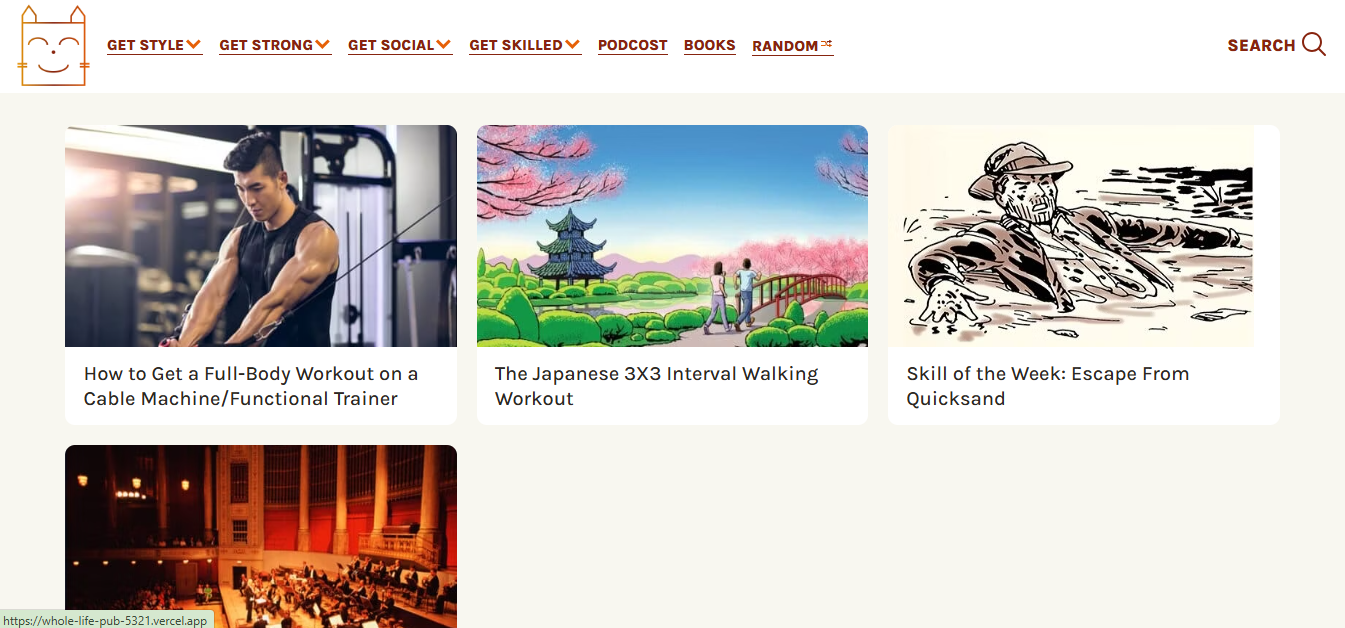 GET STYLE GET STRONG GET SOCIAL GET SKILLED PODCOST BOOKS RANDOM SEARCH
How to Get a Full-Body Workout on a
Cable Machine/Functional Trainer
The Japanese 3X3 Interval Walking
Workout
Skill of the Week: Escape From
Quicksand
https://whole-life-pub-5321.vercel.app